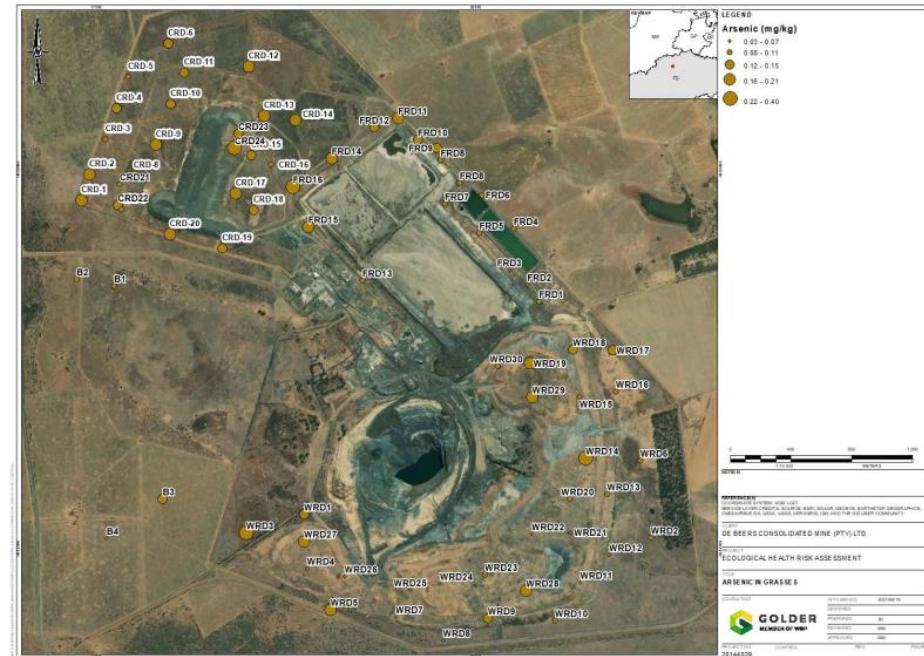 CRD-6
CRD-5
CRD-11
CRD-12
CRD-4
CRD-10
CRD-13
CRD-14
CRD-3
CRD23
CRD-9
CRD24
CRD-15
CRD-2
CRD-8
CRD-16
CRD21
CRD-1
CRD22
CRD-17
CRD-18
CRD-20
CRD-19
FRD11
FRD12
FRD10
FRD9
FRD8
FRD14
FRD16
FRD8
FRD6
FRD7
FRD15
FRD5
FRD4
FRD3
FRD2
FRD13
FRD1
B2
B1
WRD18
WRD17
WRD30
WRD19
WRD16
WRD29
WRD15
WRD14
WRD6
B3
WRD20
WRD13
B4
WRD1
WRD3
WRD27
WRD22
WRD21
WRD2
WRD12
WRD4
WRD26
WRD25
WRD24
WRD23
WRD11
WRD28
WRD5
WRD7
WRD9
WRD10
WRD8
LEGEND
Arsenic (mg/kg)
0.03 - 0.07
0.12 - 0.15
0.16 - 0.21
0.22 - 0.40
CLIENT
DE BEERS CONSOLIDATED MINE (PTY) LTD
PROJECT
ECOLOGICAL HEALTH RISK ASSESSMENT
TITLE
ARSENIC IN GRASSES
CONSULTANT
GOLDER
MEMBER OF WSP